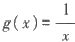 g(x) = 1/x